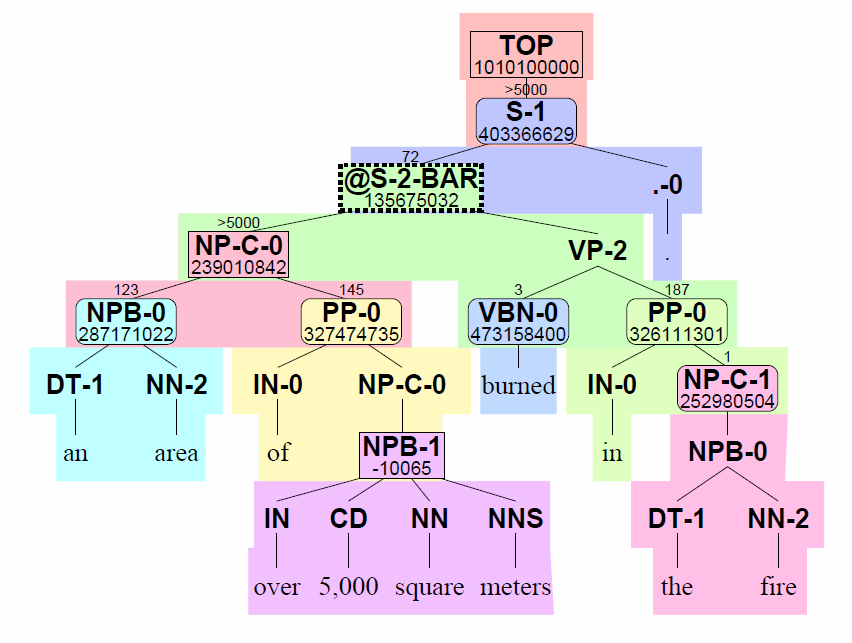 TOP
1010100000
>5000
S-1
403366629
72
@S-2-BAR
135675032
.-0
>5000
NP-C-0
239010842
VP-2
.
123
NPB-0
287171022
145
PP-0
327474735
3
VBN-0
473158400
187
PP-0
326111301
DT-1 NN-2 IN-0 NP-C-0 burned IN-0
1
NP-C-1
252980504
an area of
NPB-1
-10065
in NPB-0
IN CD NN NNS DT-1 NN-2
over 5,000 square meters the fire